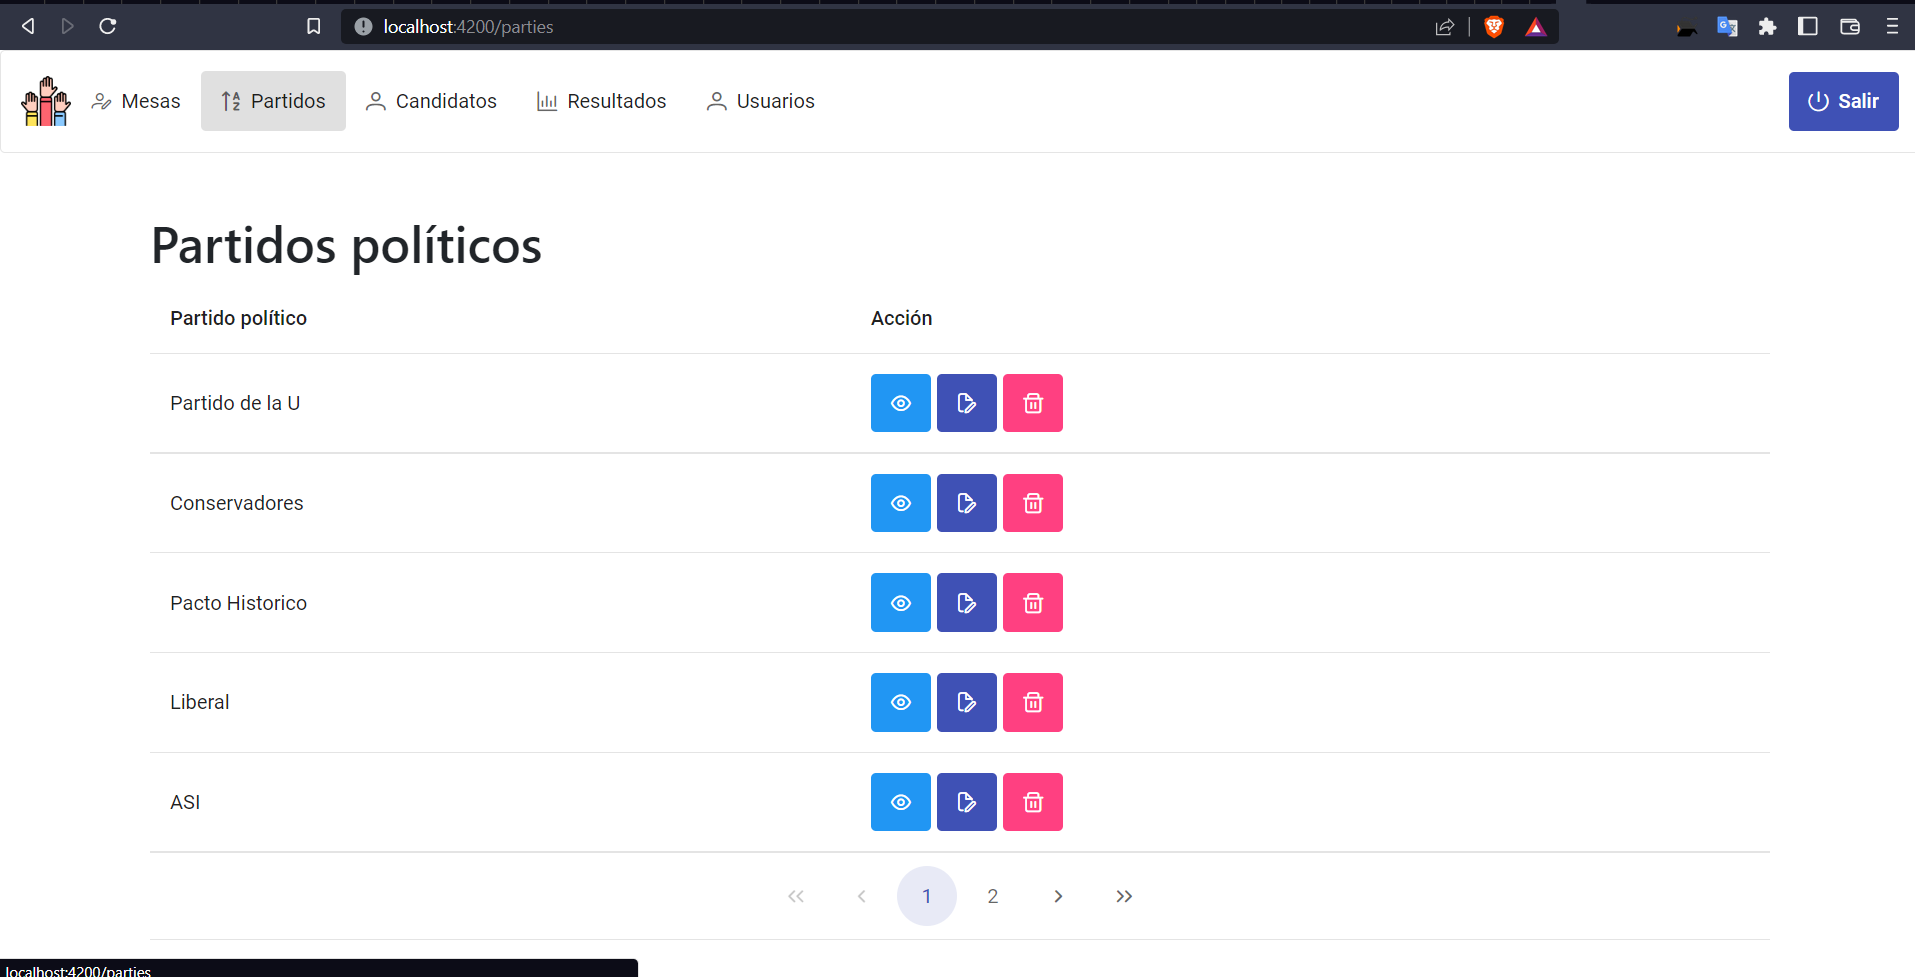 localhost:4200/parties
Mesas Partidos Candidatos Resultados Usuarios Salir
Partidos políticos
Partido político Acción
Partido de la U
Conservadores
Pacto Historico
Liberal
ASI
1 2
localhost:4200/parties